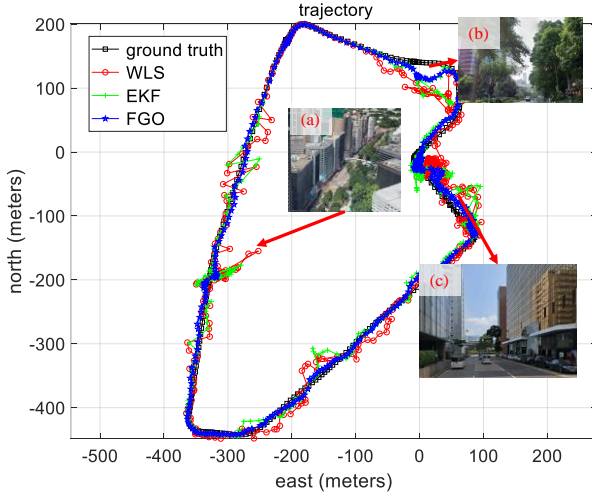 trajectory
200
100
0
-100
-200
-300
-400
north (meters)
ground truth
WLS
EKF
FGO
(a)
(b)
(c)
-500
-400
-300
-200
-100
0
100
200
east (meters)